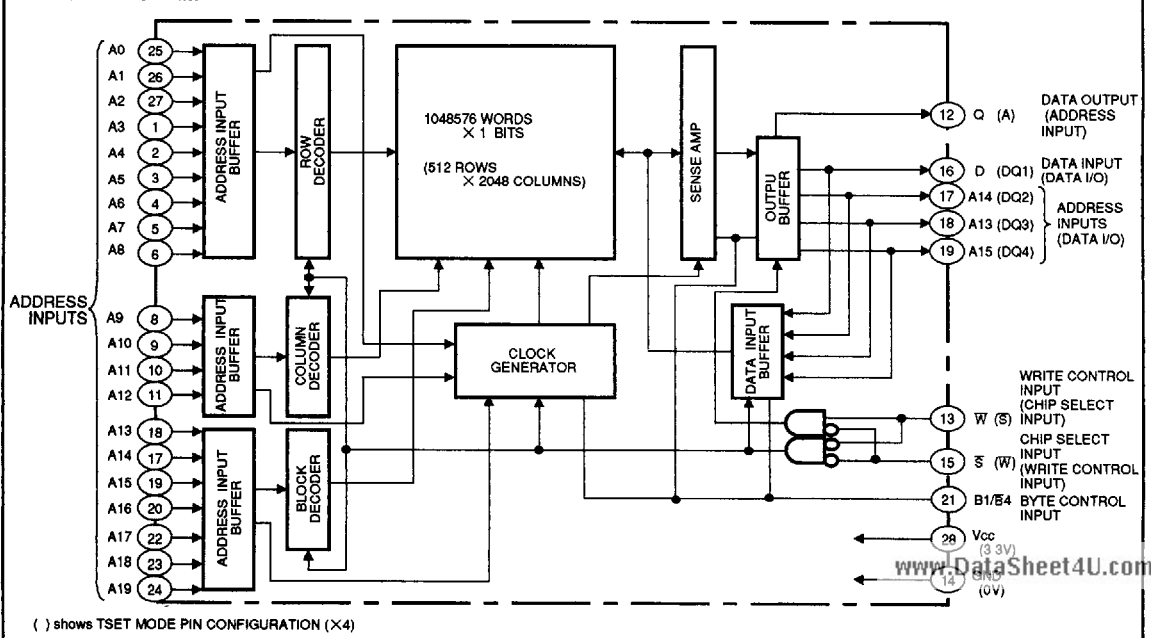 A0 25
A1 26
A2 27
A3 1
A4 2
A5 3
A6 4
A7 5
A8 6
ADDRESS INPUT
BUFFER
ROW
DECODER
1048576 WORDS
× 1 BITS
(512 ROWS
× 2048 COLUMNS)
SENSE AMP
OUTPU
BUFFER
12 Q (A)
DATA OUTPUT
(ADDRESS
INPUT)
16 D (DQ1)
DATA INPUT
(DATA I/O)
17 A14 (DQ2)
18 A13 (DQ3)
19 A15 (DQ4)
ADDRESS
INPUTS
(DATA I/O)
ADDRESS
INPUTS
A9 8
A10 9
A11 10
A12 11
ADDRESS INPUT
BUFFER
COLUMN
DECODER
CLOCK
GENERATOR
DATA INPUT
BUFFER
A13 18
A14 17
A15 19
A16 20
A17 22
A18 23
A19 24
ADDRESS INPUT
BUFFER
BLOCK
DECODER
13 W̅ (S̅)
WRITE CONTROL
INPUT
(CHIP SELECT
INPUT)
15 S̅ (W̅)
CHIP SELECT
INPUT
(WRITE CONTROL
INPUT)
21 B1/B̅4 BYTE CONTROL
INPUT
28 Vcc
(3 3V)
www.DataSheet4U.com
14 GND
(0V)
( ) shows TSET MODE PIN CONFIGURATION (×4)